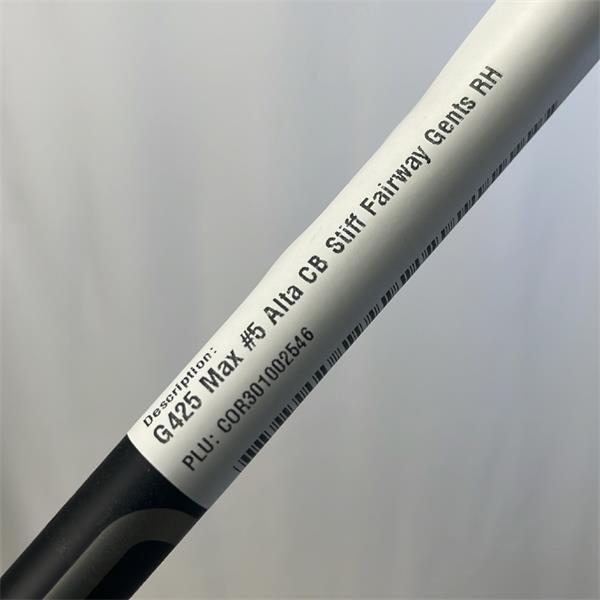 Description:
G425 Max #5 Alta CB Stiff Fairway Gents RH
PLU: COR301002546